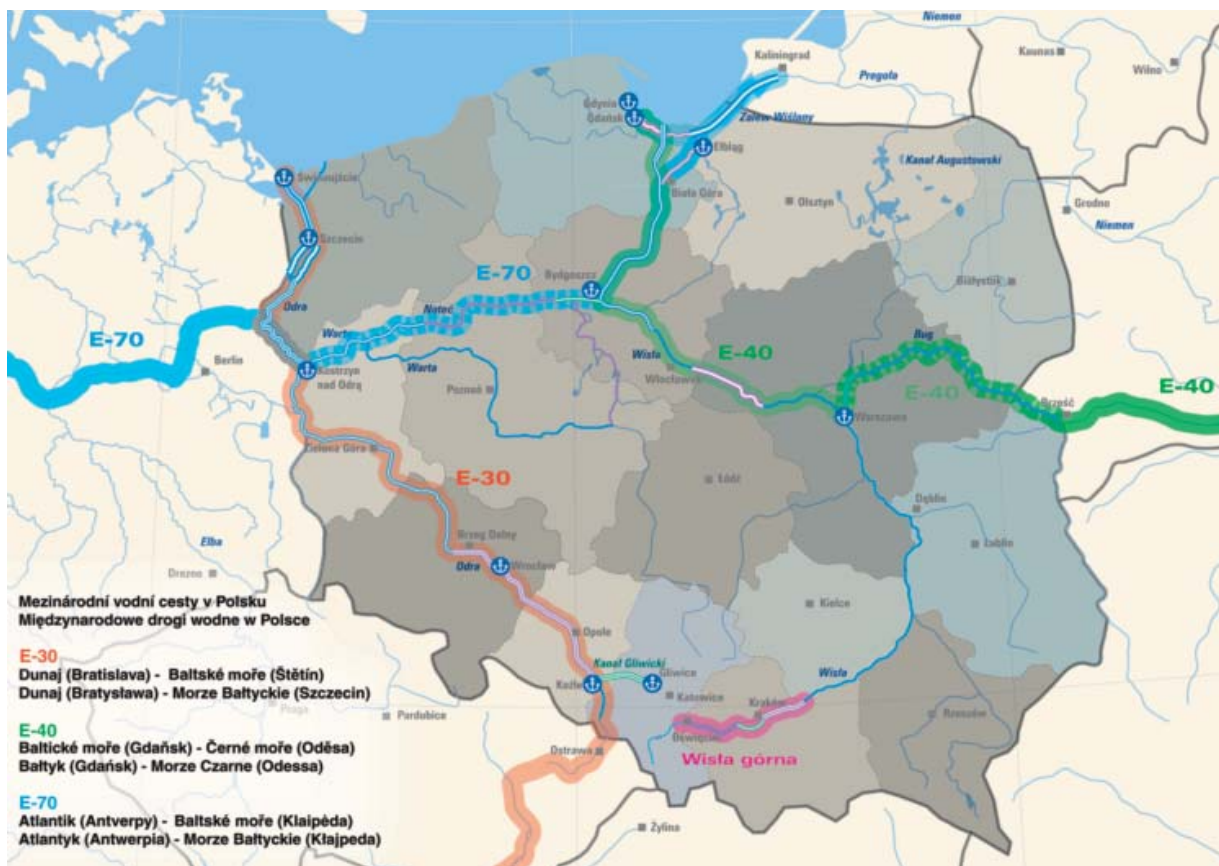 Niemen
Kaliningrad
Kaunas
Wilno
Pregoła
Gdynia
Gdańsk
Zalew Wiślany
Elbląg
Kanał Augustowski
Świnoujście
Biała Góra
Olsztyn
Grodno
Niemen
Szczecin
E-70
Bydgoszcz
Białystok
Odra
Noteć
E-70
Warta
Bug
Berlin
Wisła
E-40
Kostrzyn
nad Odrą
Warta
Poznań
Włocławek
E-40
E-40
Brześć
Warszawa
Zielona Góra
E-30
Łódź
Dęblin
Brzeg Dolny
Lublin
Elba
Odra
Wrocław
Drezno
Kielce
Mezinárodní vodní cesty v Polsku
Międzynarodowe drogi wodne w Polsce
Opole
E-30
Kanał Gliwicki
Wisła
Dunaj (Bratislava) - Baltské moře (Štětín)
Koźle
Gliwice
Dunaj (Bratysława) - Morze Bałtyckie (Szczecin)
Katowice
Praga
Pardubice
Kraków
Rzeszów
E-40
Oświęcim
Baltické moře (Gdaňsk) - Černé moře (Oděsa)
Ostrawa
Wisła górna
Bałtyk (Gdańsk) - Morze Czarne (Odessa)
E-70
Atlantik (Antverpy) - Baltské moře (Klaipėda)
Żylina
Atlantyk (Antwerpia) - Morze Bałtyckie (Kłajpeda)